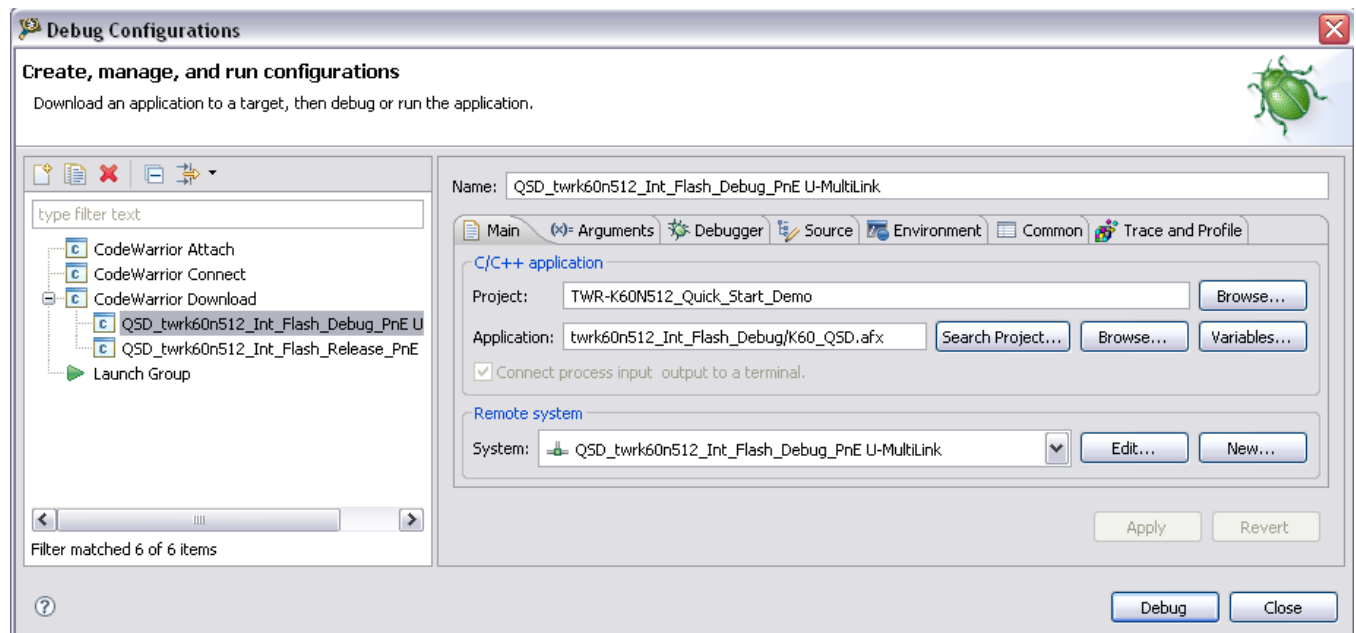 Debug Configurations
Create, manage, and run configurations
Download an application to a target, then debug or run the application.
type filter text
CodeWarrior Attach
CodeWarrior Connect
CodeWarrior Download
QSD_twrk60n512_Int_Flash_Debug_PnE U
QSD_twrk60n512_Int_Flash_Release_PnE
Launch Group
Filter matched 6 of 6 items
Name: QSD_twrk60n512_Int_Flash_Debug_PnE U-MultiLink
Main (x)= Arguments Debugger Source Environment Common Trace and Profile
C/C++ application
Project: TWR-K60N512_Quick_Start_Demo Browse...
Application: twrk60n512_Int_Flash_Debug/K60_QSD.afx Search Project... Browse... Variables...
Connect process input output to a terminal.
Remote system
System: QSD_twrk60n512_Int_Flash_Debug_PnE U-MultiLink Edit... New...
Apply Revert
? Debug Close